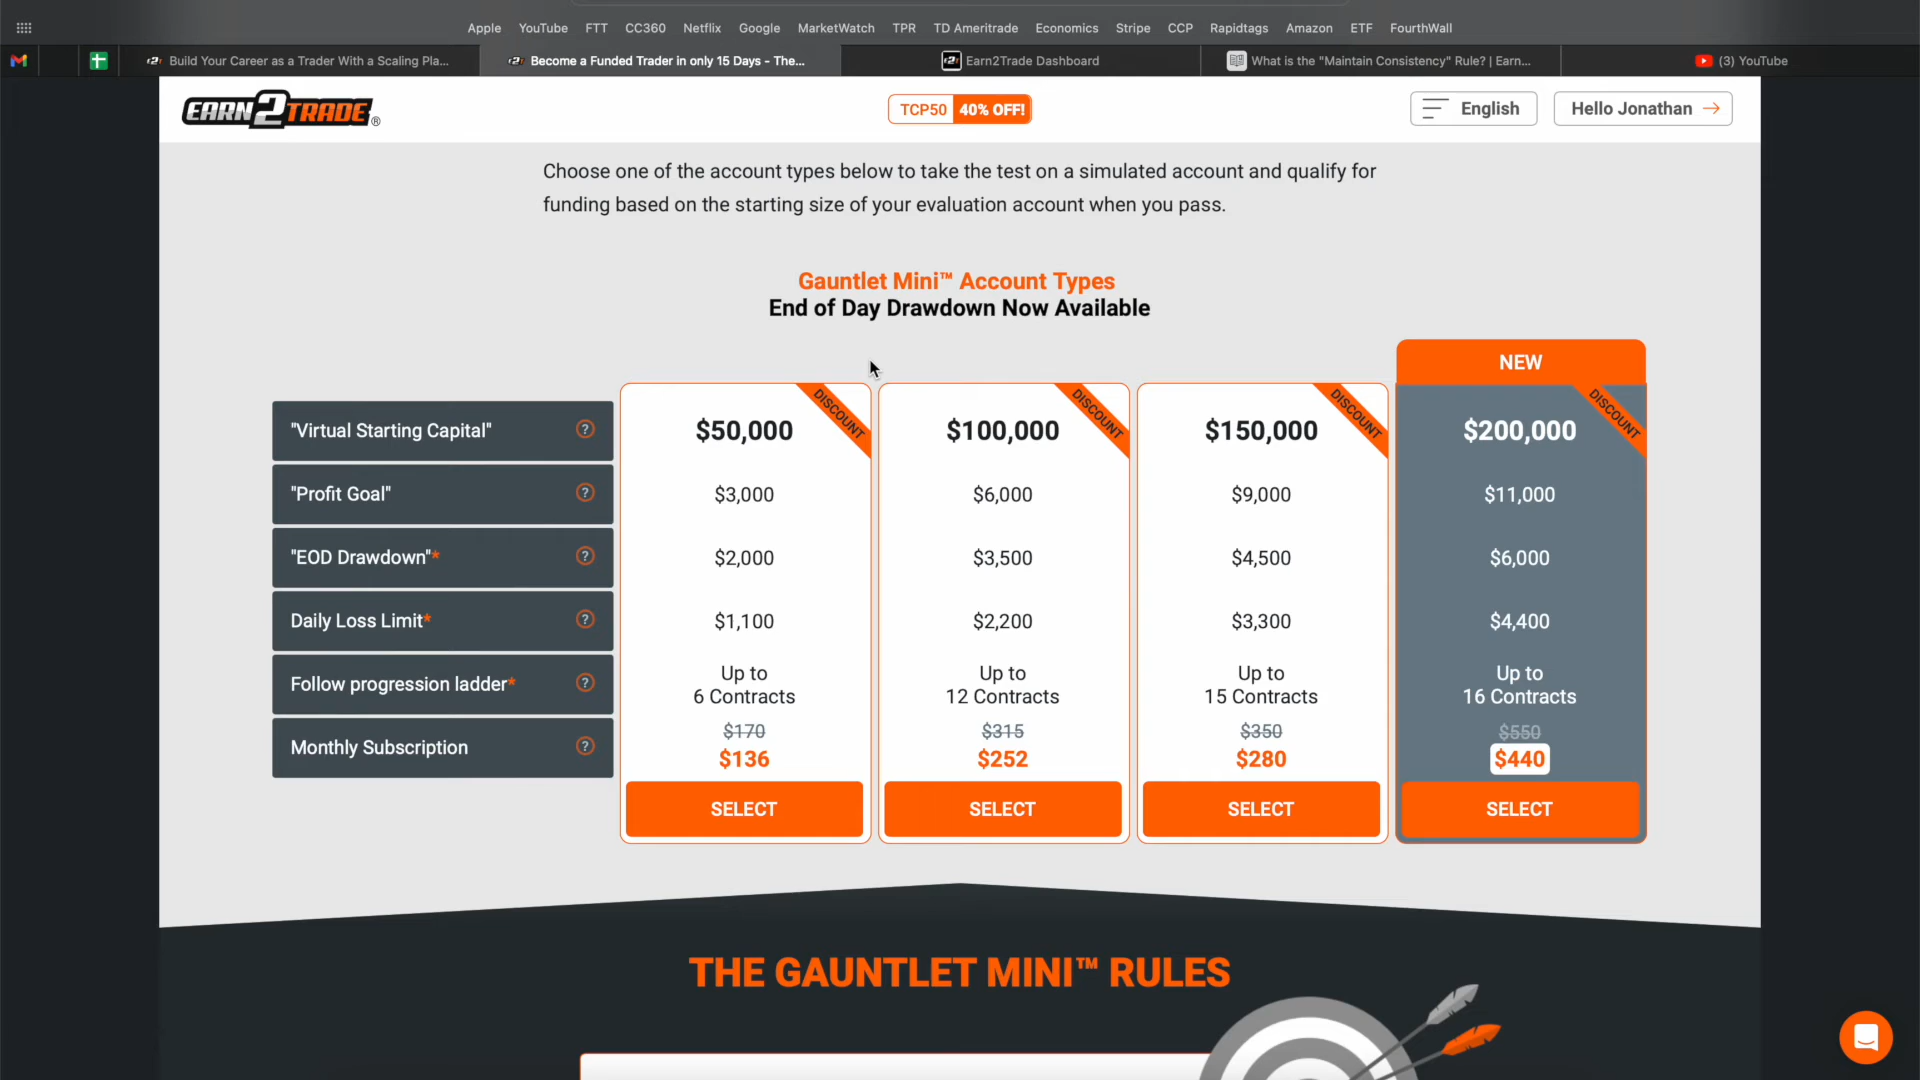 Apple YouTube FTT CC360 Netflix Google MarketWatch TPR TD Ameritrade Economics Stripe CCP Rapidtags Amazon ETF FourthWall
Build Your Career as a Trader With a Scaling Pla...
Become a Funded Trader in only 15 Days - The...
Earn2Trade Dashboard
What is the "Maintain Consistency" Rule? | Earn...
(3) YouTube
EARN2TRADE®
TCP50 40% OFF!
English
Hello Jonathan →
Choose one of the account types below to take the test on a simulated account and qualify for
funding based on the starting size of your evaluation account when you pass.
Gauntlet Mini™ Account Types
End of Day Drawdown Now Available
NEW
DISCOUNT DISCOUNT DISCOUNT DISCOUNT
"Virtual Starting Capital" ? $50,000 $100,000 $150,000 $200,000
"Profit Goal" ? $3,000 $6,000 $9,000 $11,000
"EOD Drawdown"* ? $2,000 $3,500 $4,500 $6,000
Daily Loss Limit* ? $1,100 $2,200 $3,300 $4,400
Up to Up to Up to Up to
Follow progression ladder* ? 6 Contracts 12 Contracts 15 Contracts 16 Contracts
$170 $315 $350 $550
Monthly Subscription ? $136 $252 $280 $440
SELECT SELECT SELECT SELECT
THE GAUNTLET MINI™ RULES